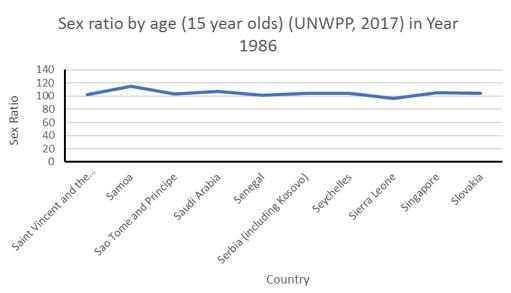 Sex ratio by age (15 year olds) (UNWPP, 2017) in Year
1986
140
120
100
80
60
40
20
0
Sex Ratio
Saint Vincent and the...
Samoa
Sao Tome and Principe
Saudi Arabia
Senegal
Serbia (including Kosovo)
Seychelles
Sierra Leone
Singapore
Slovakia
Country